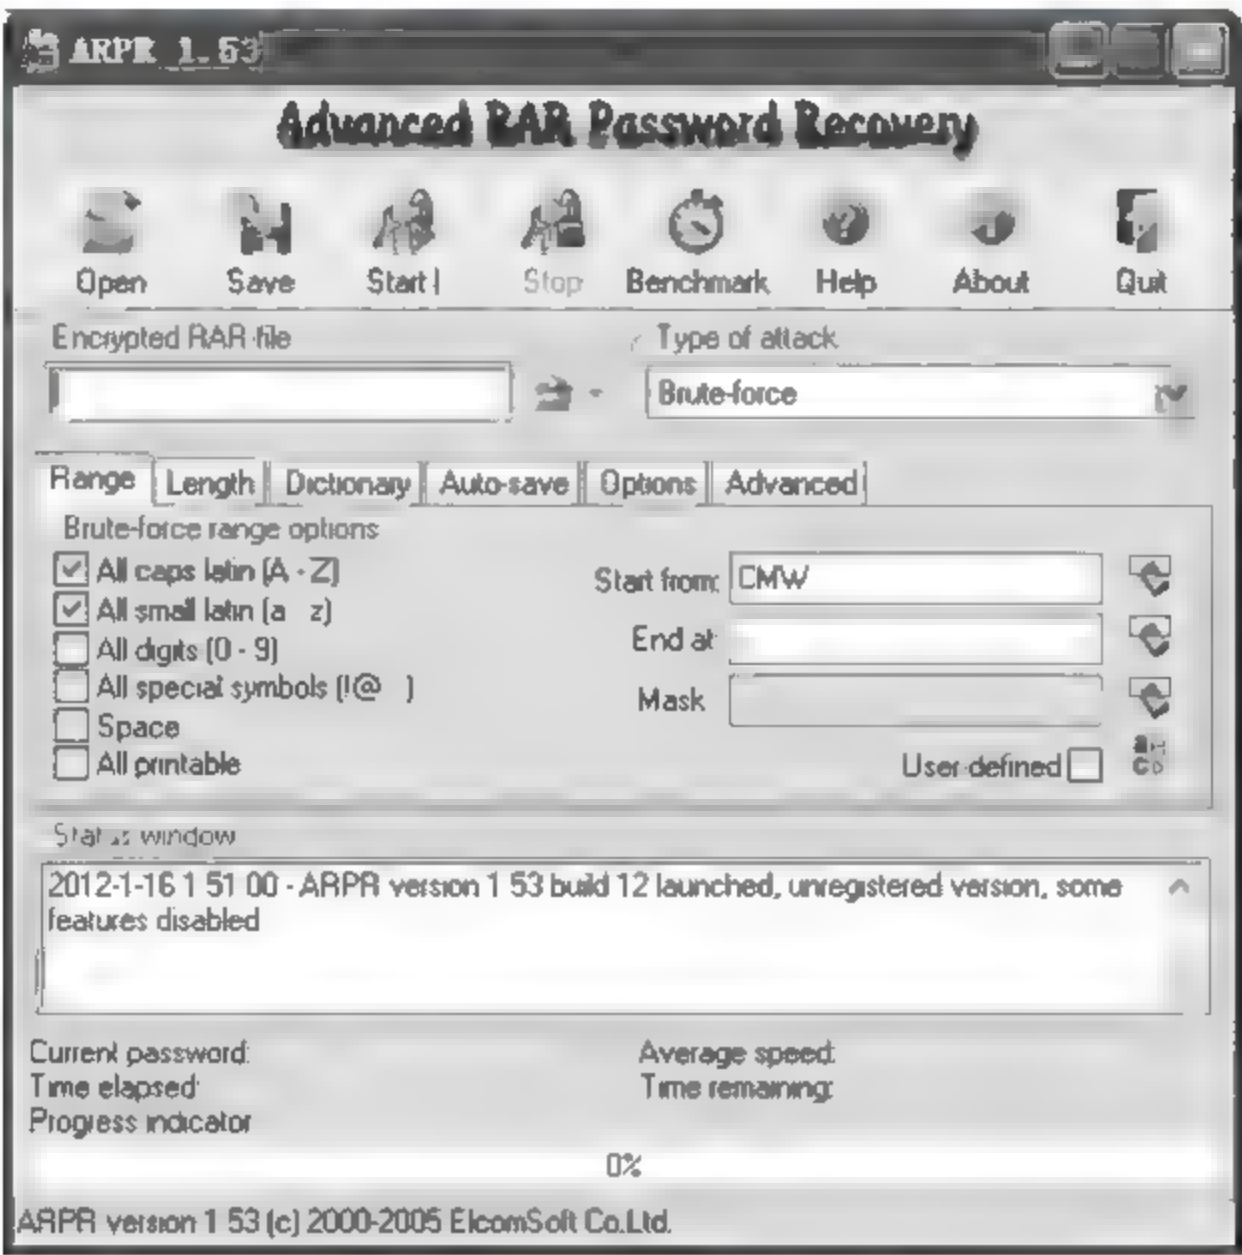 ARPR 1.53
Advanced RAR Password Recovery
Open Save Start! Stop Benchmark Help About Quit
Encrypted RAR-file
Type of attack
Brute-force
Range Length Dictionary Auto-save Options Advanced
Brute-force range options
All caps latin (A - Z)
All small latin (a z)
All digits (0 - 9)
All special symbols (!@ )
Space
All printable
Start from: CMW
End at
Mask
User-defined
Status window
2012-1-16 1 51 00 - ARPR version 1 53 build 12 launched, unregistered version, some
features disabled
Current password:
Average speed:
Time elapsed:
Time remaining:
Progress indicator
0%
ARPR version 1 53 (c) 2000-2005 ElcomSoft Co.Ltd.